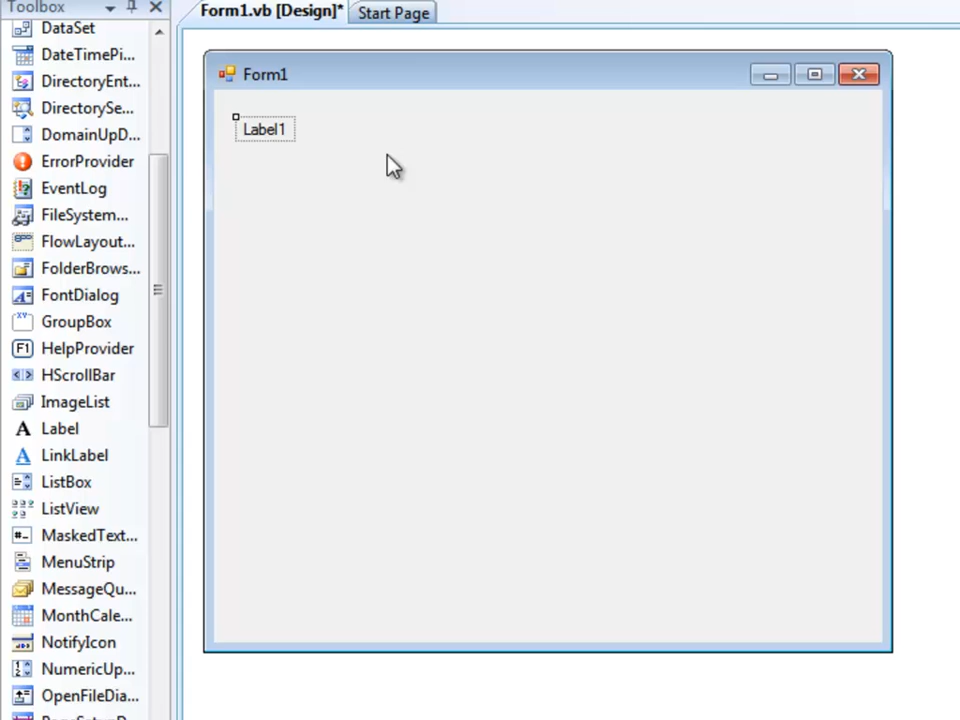 Toolbox
Form1.vb [Design]*
Start Page
DataSet
DateTimePi...
DirectoryEnt...
DirectorySe...
DomainUpD...
ErrorProvider
EventLog
FileSystem...
FlowLayout...
FolderBrows...
FontDialog
GroupBox
HelpProvider
HScrollBar
ImageList
Label
LinkLabel
ListBox
ListView
MaskedText...
MenuStrip
MessageQu...
MonthCale...
NotifyIcon
NumericUp...
OpenFileDia...
Form1
Label1